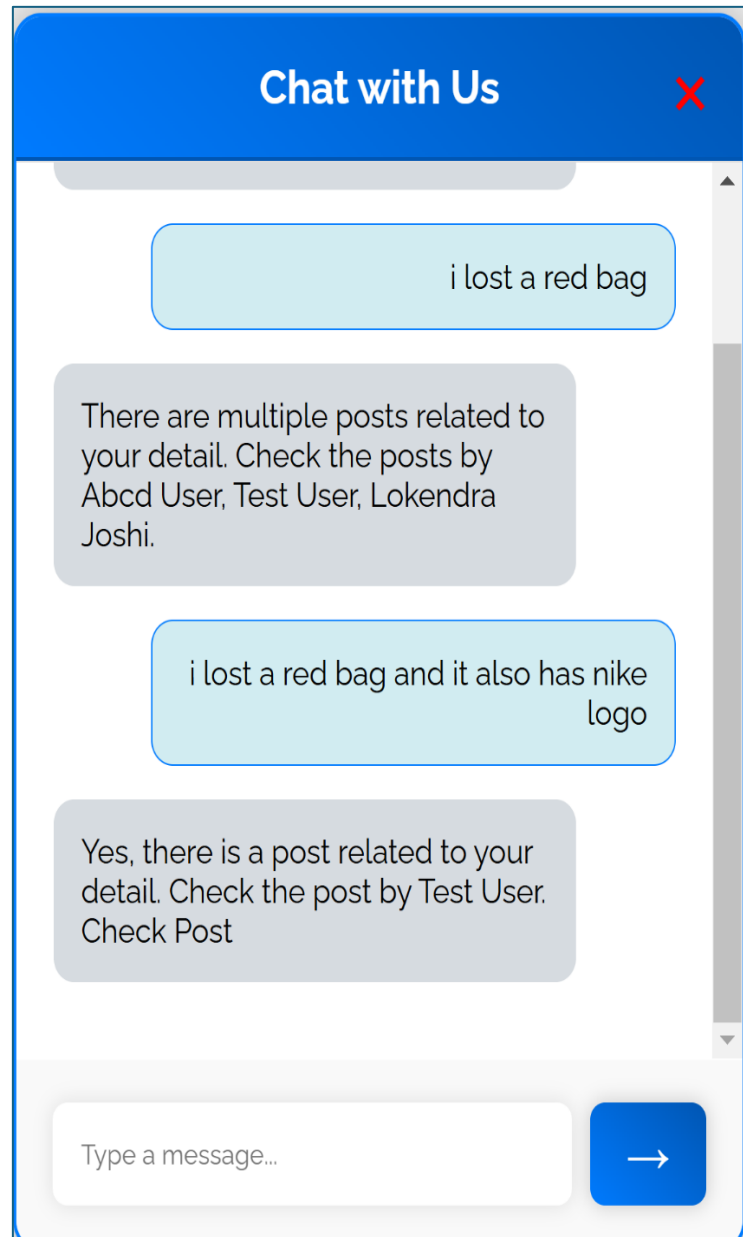 Chat with Us
×
i lost a red bag
There are multiple posts related to
your detail. Check the posts by
Abcd User, Test User, Lokendra
Joshi.
i lost a red bag and it also has nike
logo
Yes, there is a post related to your
detail. Check the post by Test User.
Check Post
Type a message...
→